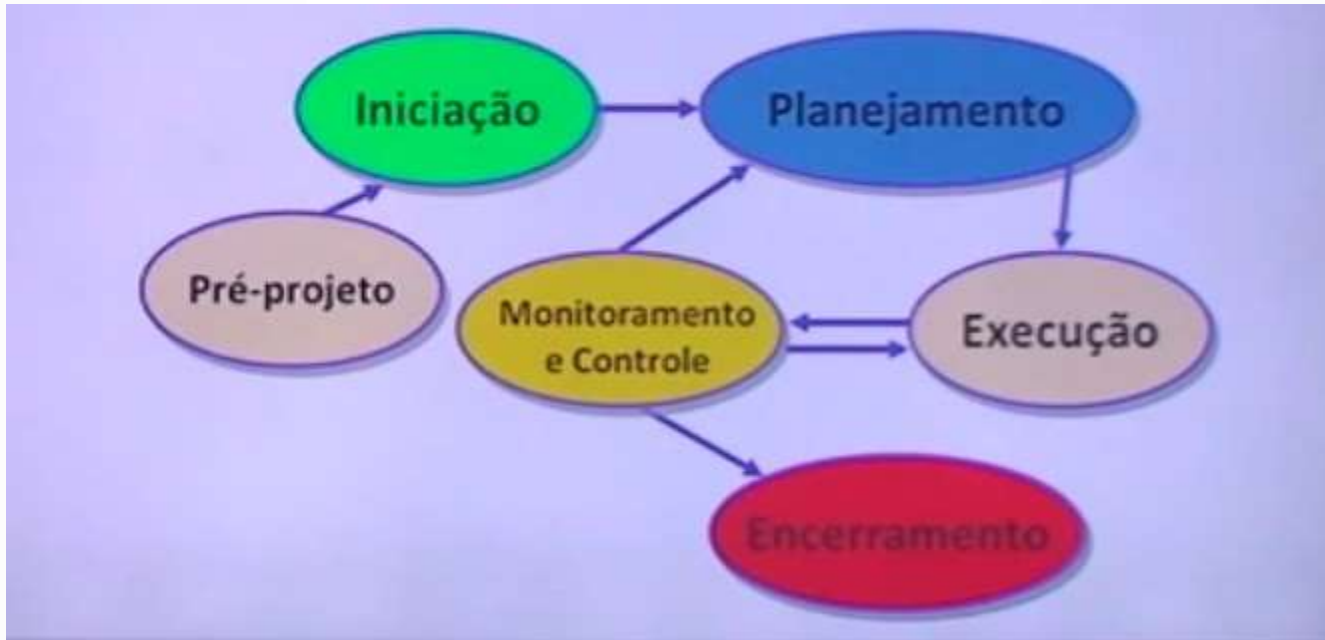 Iniciação
Planejamento
Pré-projeto
Monitoramento
e Controle
Execução
Encerramento